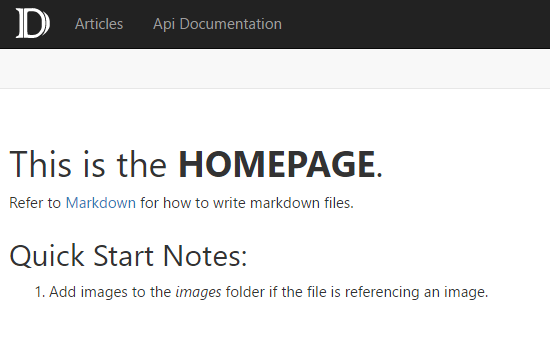 D Articles Api Documentation
This is the HOMEPAGE.
Refer to Markdown for how to write markdown files.
Quick Start Notes:
1. Add images to the images folder if the file is referencing an image.